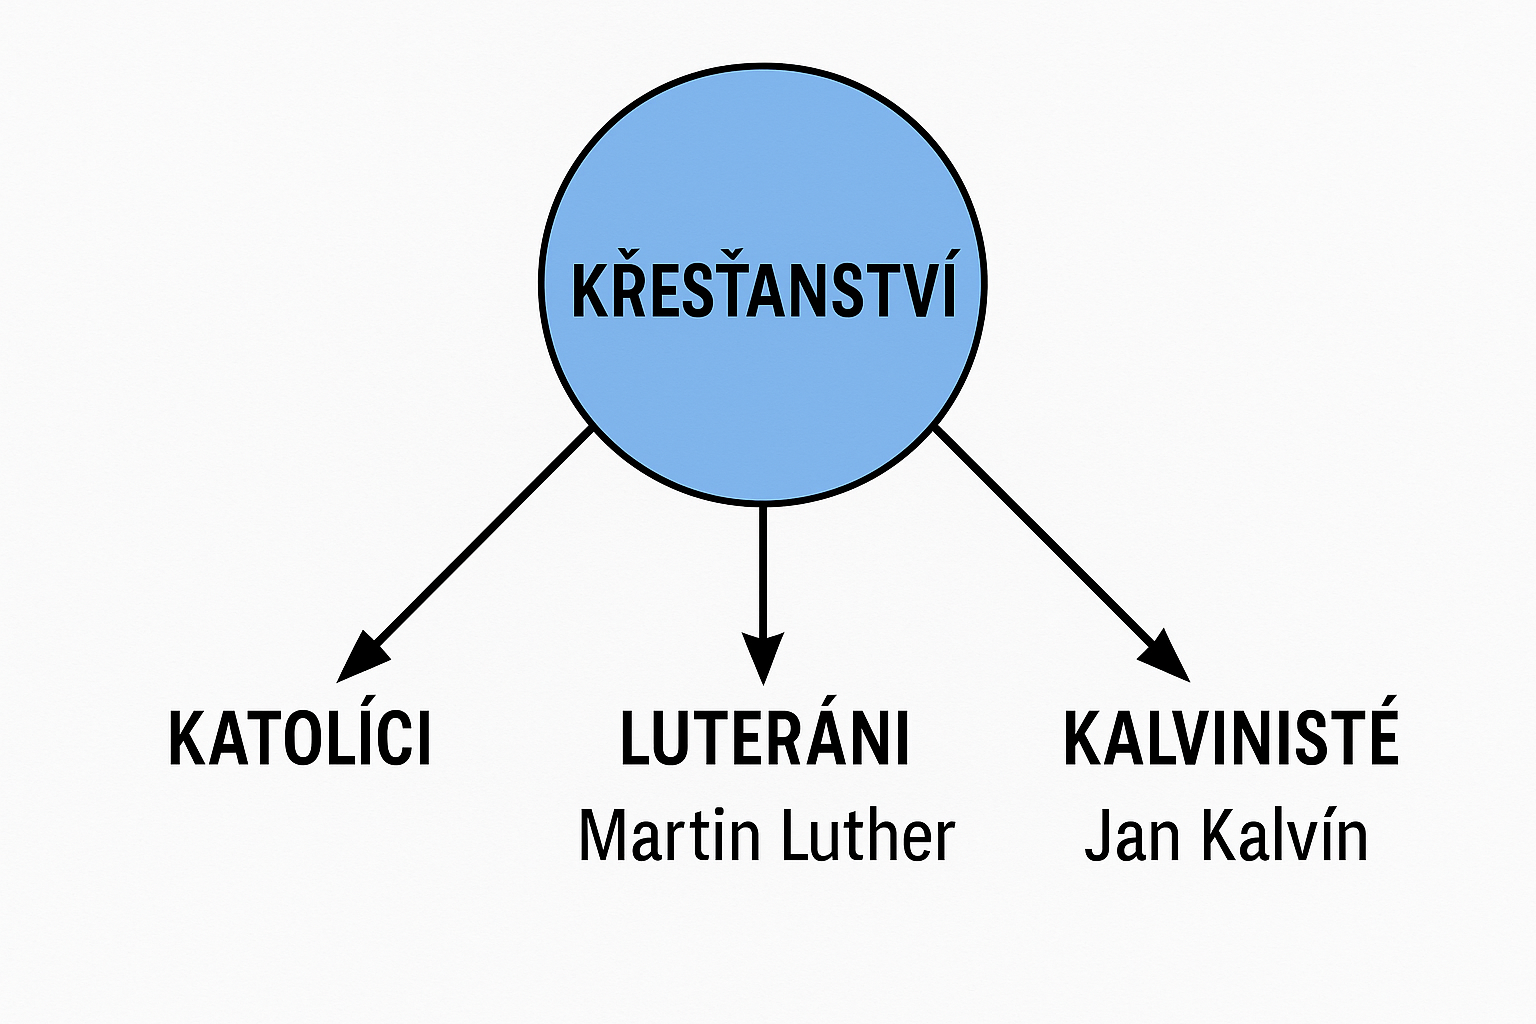 KŘESŤANSTVÍ
KATOLÍCI
LUTERÁNI
KALVINISTÉ
Martin Luther
Jan Kalvín